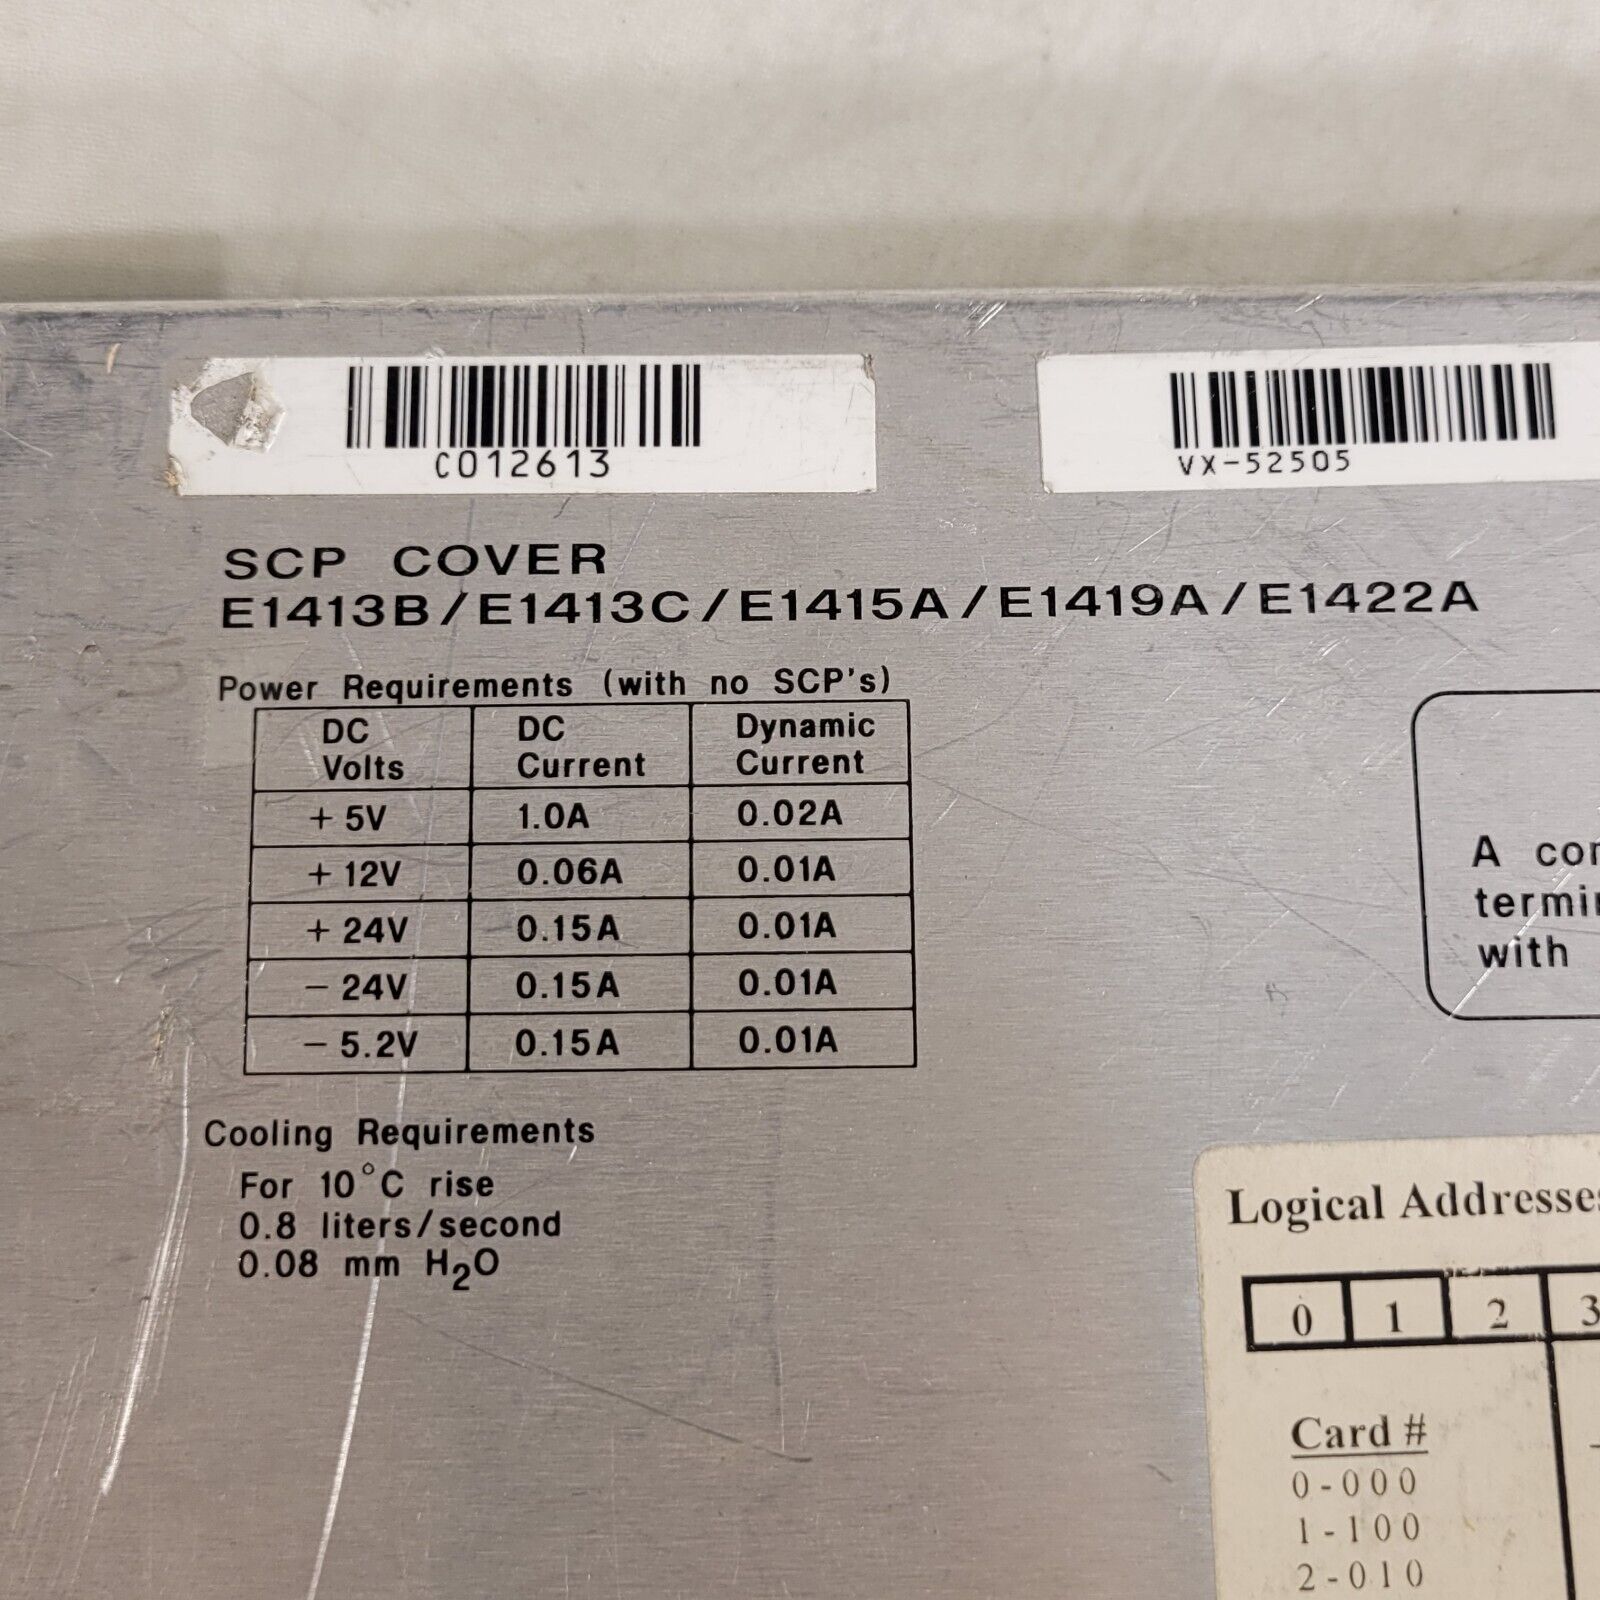 C012613
VX-52505
SCP COVER
E1413B/E1413C/E1415A/E1419A/E1422A
Power Requirements (with no SCP's)
DC Volts DC Current Dynamic Current
+5V 1.0A 0.02A
+12V 0.06A 0.01A
+24V 0.15A 0.01A
-24V 0.15A 0.01A
-5.2V 0.15A 0.01A
Cooling Requirements
For 10°C rise
0.8 liters/second
0.08 mm H₂O
A
with
Logical Addresses
0 1 2 3
Card #
0-000
1-100
2-010